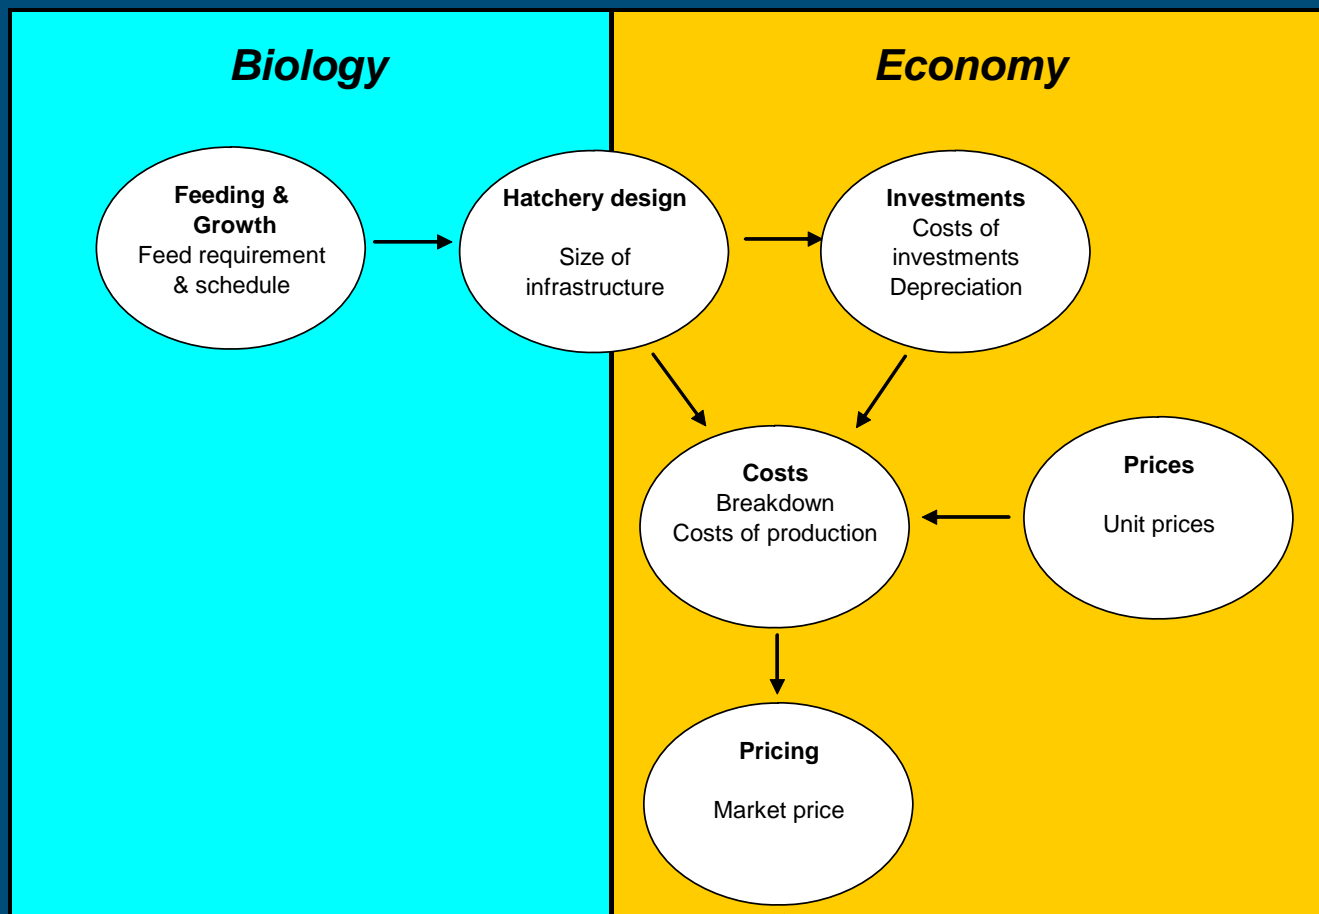 Biology
Economy
Feeding &
Growth
Feed requirement
& schedule
Hatchery design
Size of
infrastructure
Investments
Costs of
investments
Depreciation
Costs
Breakdown
Costs of production
Prices
Unit prices
Pricing
Market price